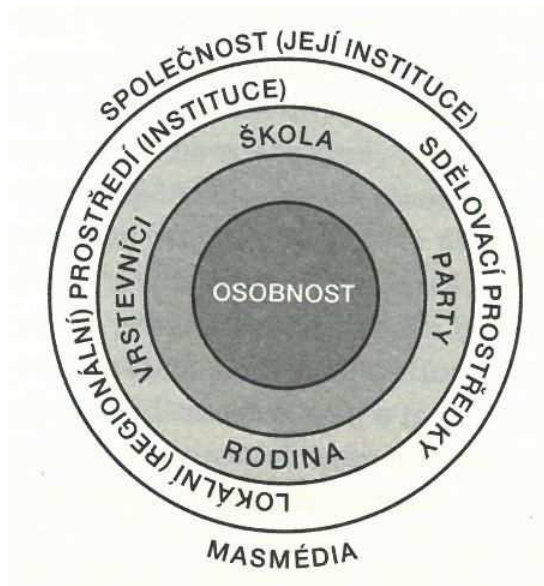 SPOLEČNOST (JEJÍ INSTITUCE)
LOKÁLNÍ (REGIONÁLNÍ) PROSTŘEDÍ (INSTITUCE)
SDĚLOVACÍ PROSTŘEDKY
ŠKOLA
VRSTEVNÍCI
PARTY
OSOBNOST
RODINA
MASMÉDIA